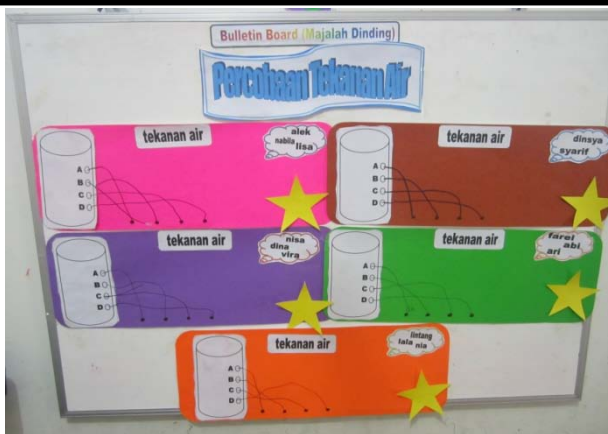 Bulletin Board (Majalah Dinding)
Percobaan Tekanan Air
tekanan air
alek
nabila lisa
A
B
C
D
tekanan air
dinsya
syarif
A
B
C
D
tekanan air
nisa
dina
vira
A
B
C
D
tekanan air
farel
abi
ari
A
B
C
D
tekanan air
lintang
lala nia
A
B
C
D